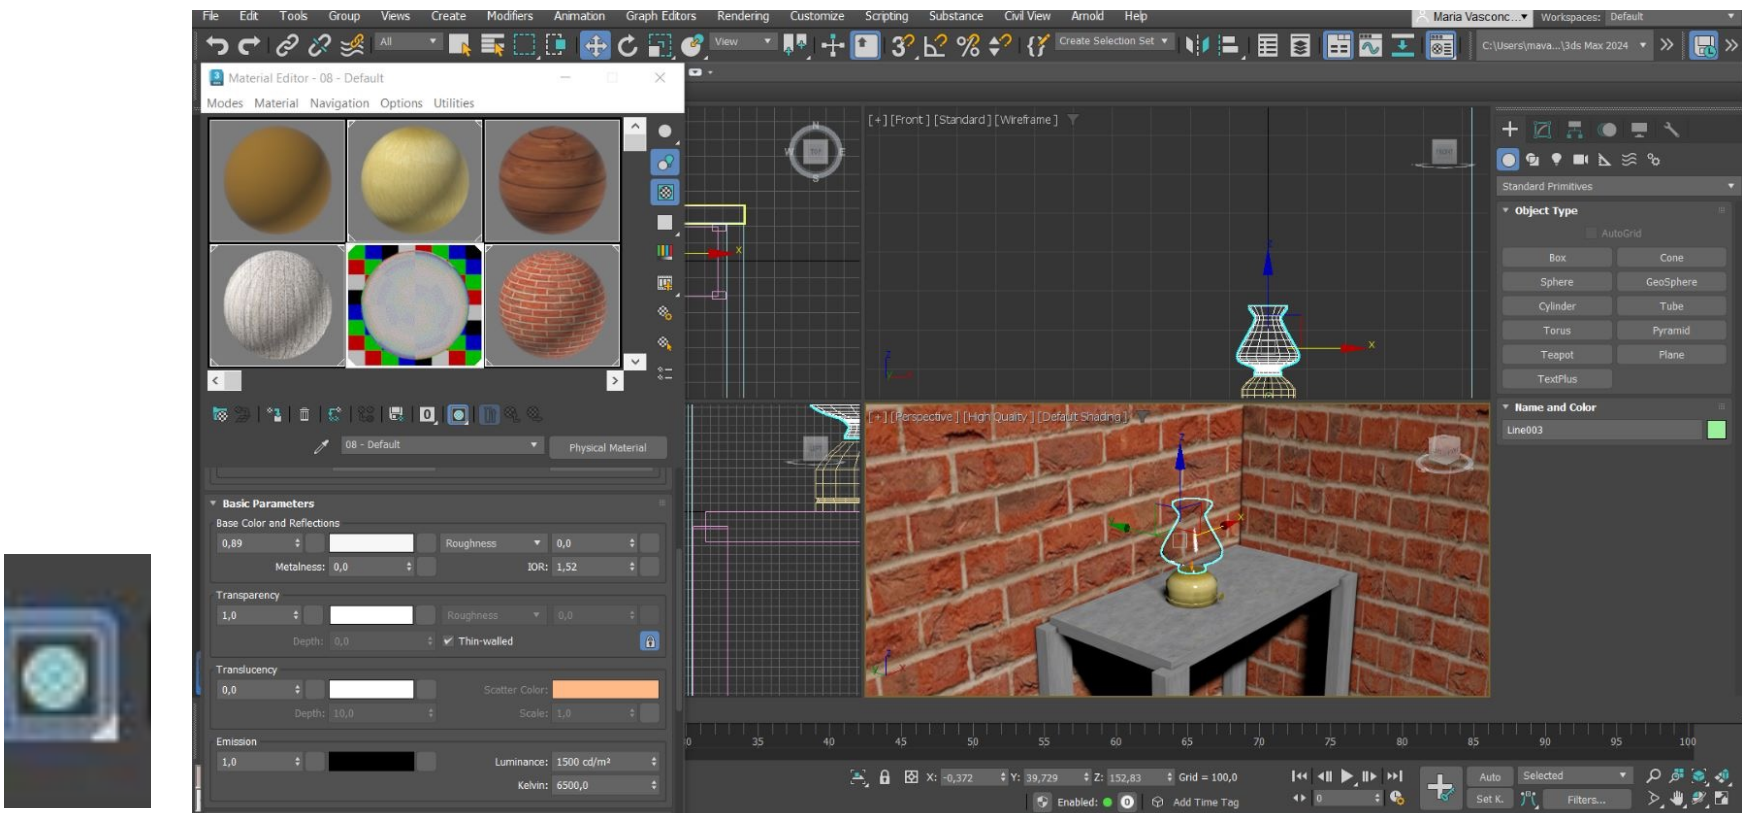 File Edit Tools Group Views Create Modifiers Animation Graph Editors Rendering Customize Scripting Substance Civil View Arnold Help
Maria Vasconc... Workspaces: Default
All View Create Selection Set C:\Users\mava...\3ds Max 2024
Material Editor - 08 - Default
Modes Material Navigation Options Utilities
08 - Default Physical Material
Basic Parameters
Base Color and Reflections
0,89 Roughness 0,0
Metalness: 0,0 IOR: 1,52
Transparency
1,0 Roughness 0,0
Depth: 0,0 Thin-walled
Translucency
0,0 Scatter Color:
Depth: 10,0 Scale: 1,0
Emission
1,0 Luminance: 1500 cd/m²
Kelvin: 6500,0
N
W E
S
[+] [Front] [Standard] [Wireframe]
FRONT
x
z
x
[+] [Perspective] [High Quality] [Default Shading]
Standard Primitives
Object Type
AutoGrid
Box Cone
Sphere GeoSphere
Cylinder Tube
Torus Pyramid
Teapot Plane
TextPlus
Name and Color
Line003
35 40 45 50 55 60 65 70 75 80 85 90 95 100
X: -0,372 Y: 39,729 Z: 152,83 Grid = 100,0
Enabled: 0 Add Time Tag
0
Auto Selected
Set K. Filters...